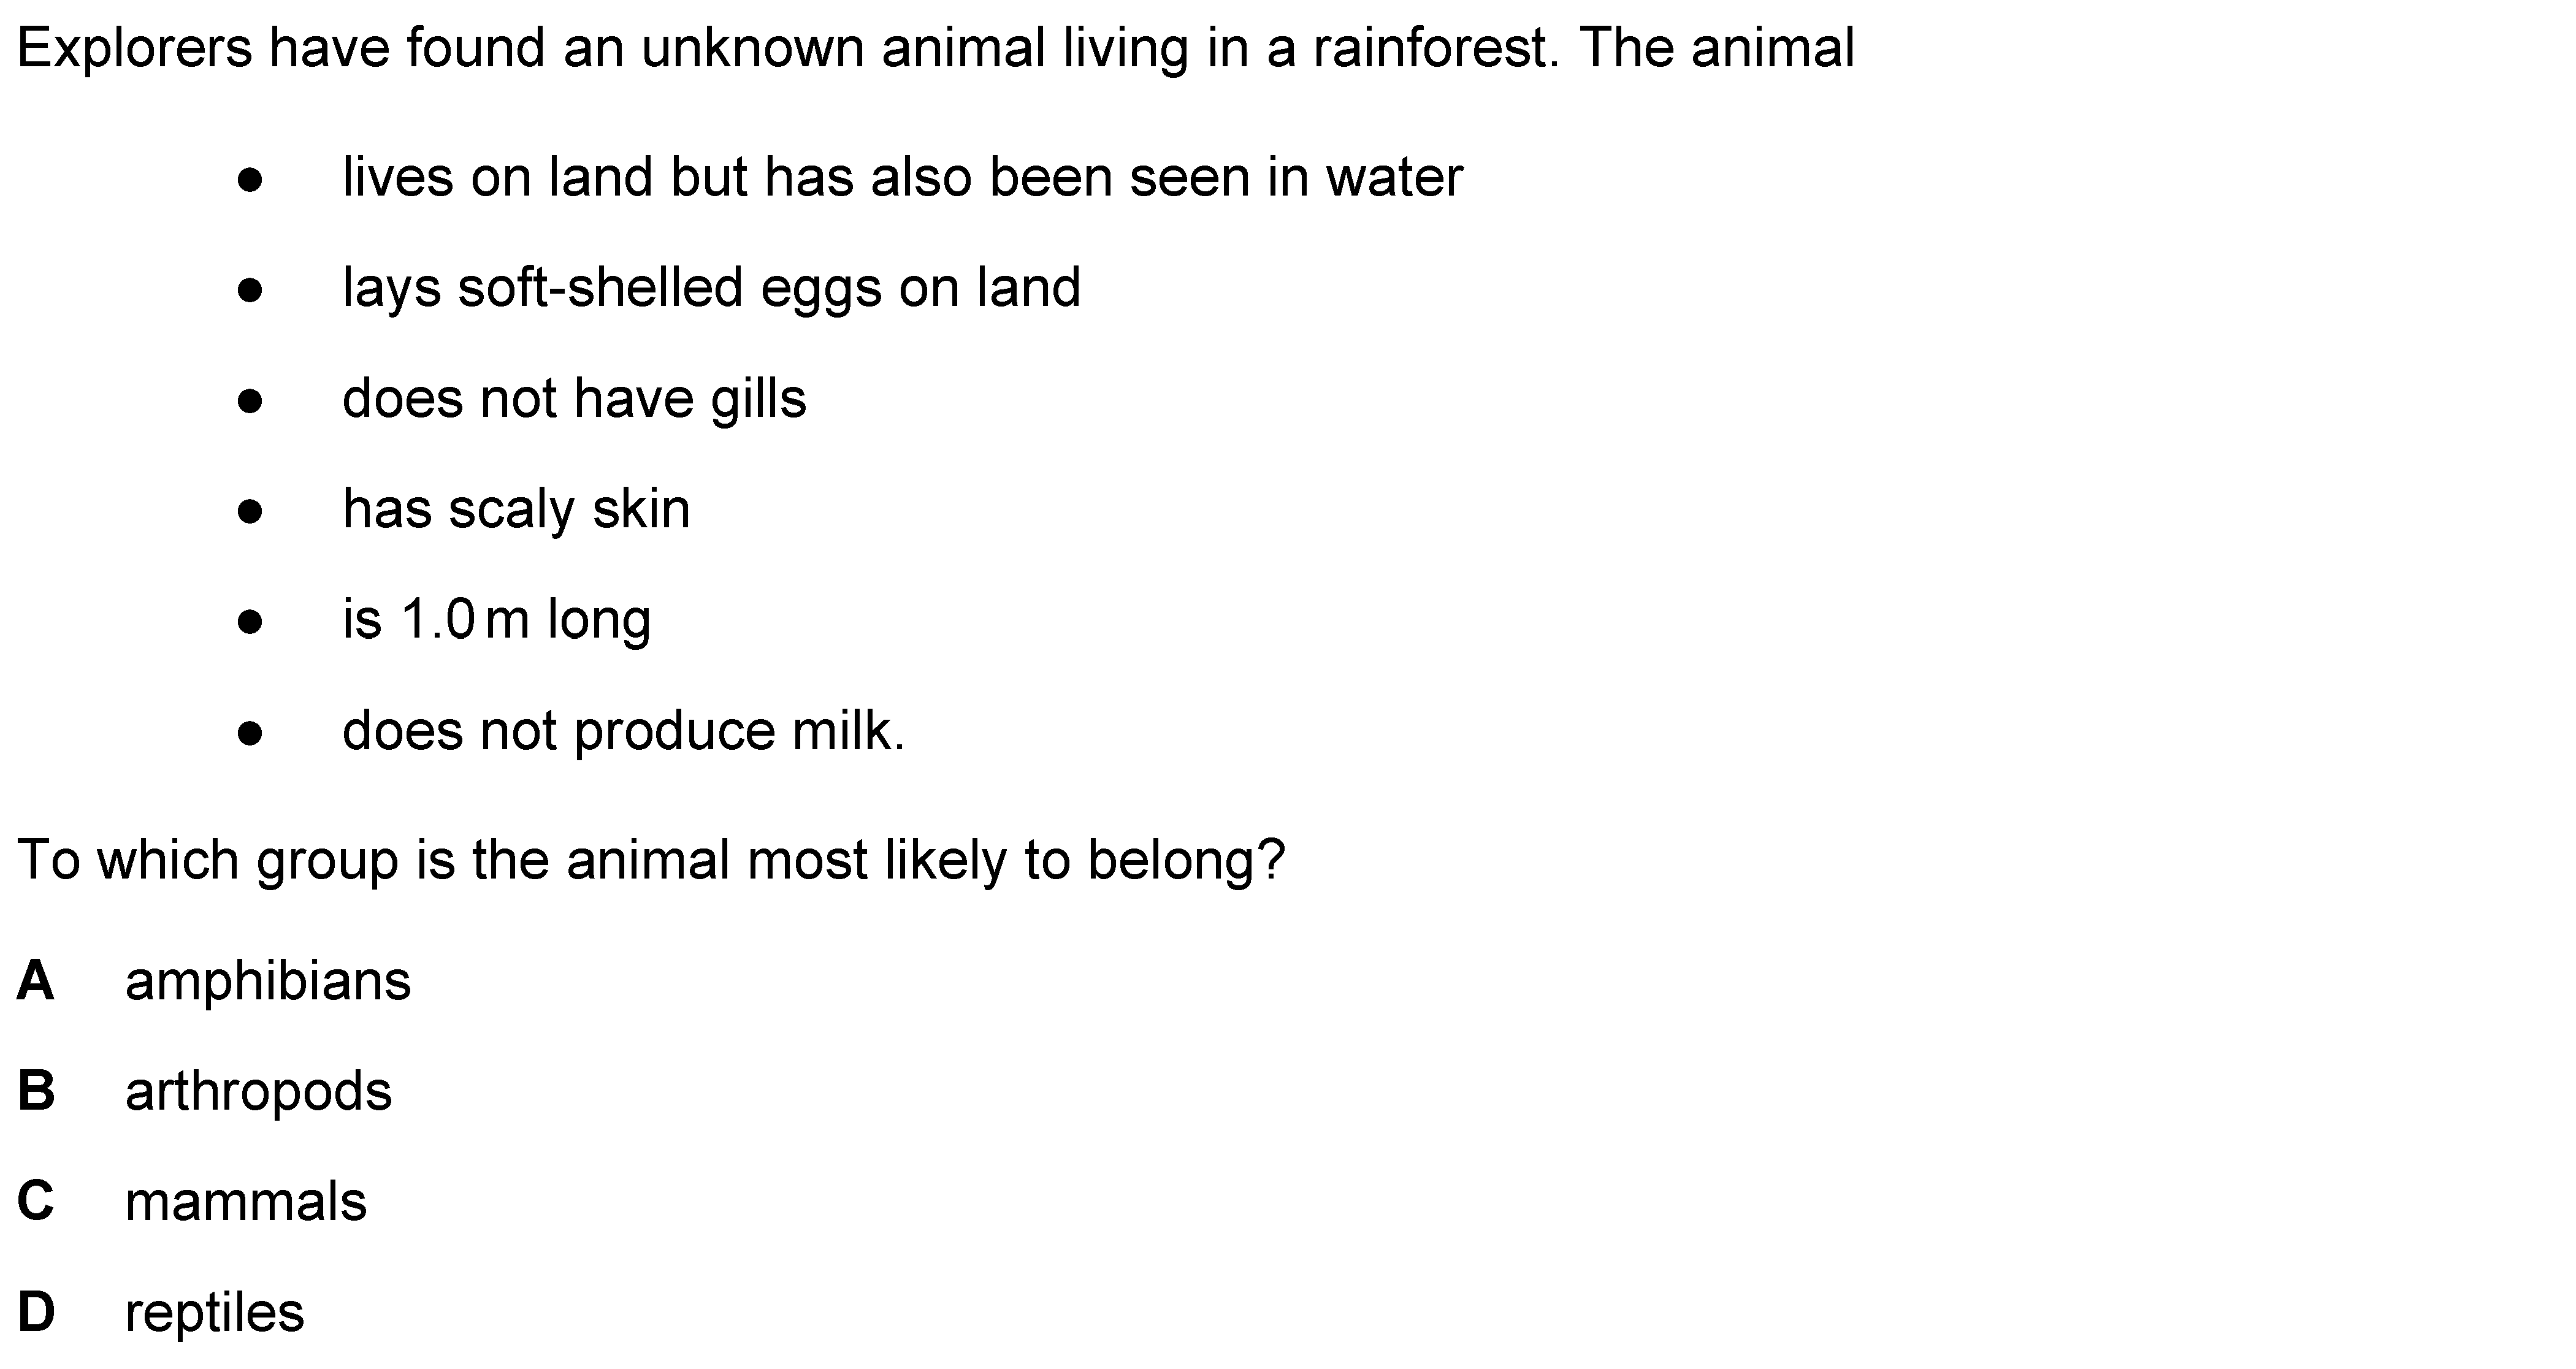 Explorers have found an unknown animal living in a rainforest. The animal
● lives on land but has also been seen in water
● lays soft-shelled eggs on land
● does not have gills
● has scaly skin
● is 1.0 m long
● does not produce milk.
To which group is the animal most likely to belong?
A amphibians
B arthropods
C mammals
D reptiles